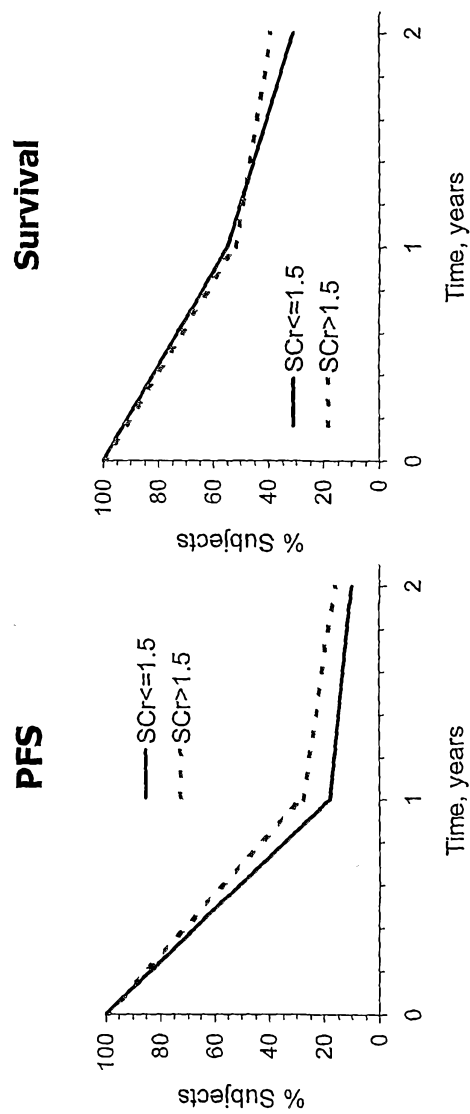 PFS
% Subjects
100
80
60
40
20
0
SCr<=1.5
SCr>1.5
0
1
2
Time, years
Survival
% Subjects
100
80
60
40
20
0
SCr<=1.5
SCr>1.5
0
1
2
Time, years